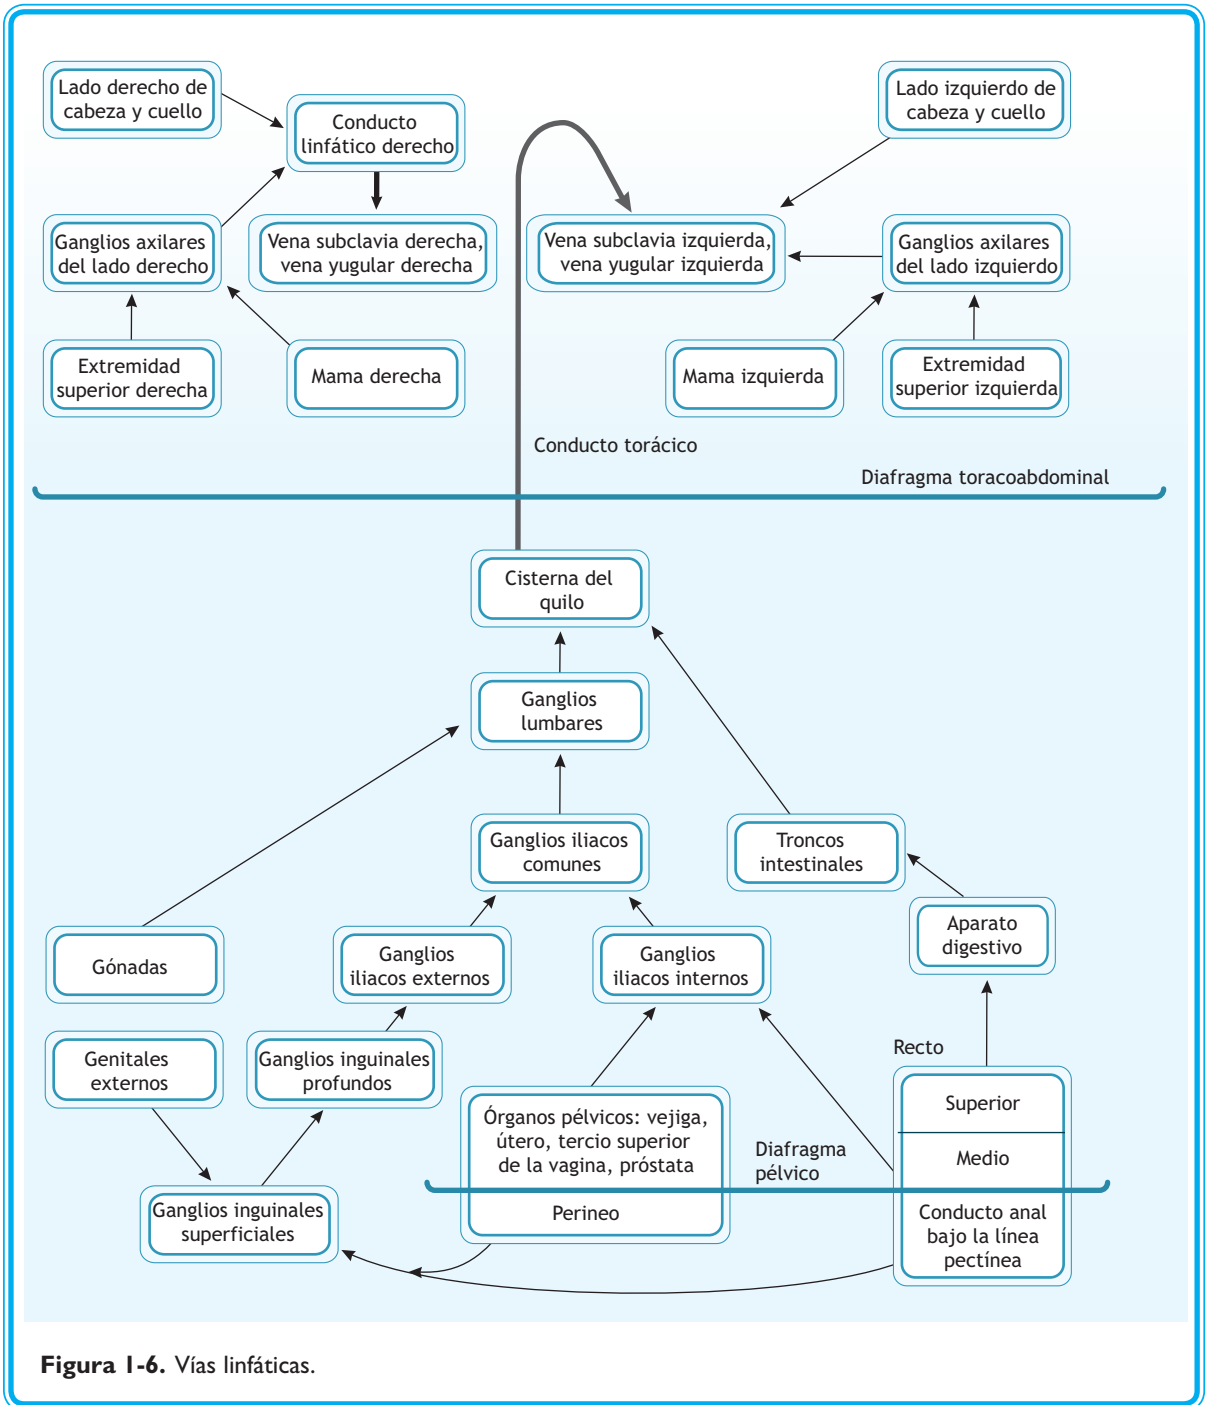 Lado derecho de
cabeza y cuello
Conducto
linfático derecho
Lado izquierdo de
cabeza y cuello
Ganglios axilares
del lado derecho
Vena subclavia derecha,
vena yugular derecha
Vena subclavia izquierda,
vena yugular izquierda
Ganglios axilares
del lado izquierdo
Extremidad
superior derecha
Mama derecha
Mama izquierda
Extremidad
superior izquierda
Conducto torácico
Diafragma toracoabdominal
Cisterna del
quilo
Ganglios
lumbares
Ganglios iliacos
comunes
Troncos
intestinales
Gónadas
Ganglios
iliacos externos
Ganglios
iliacos internos
Aparato
digestivo
Genitales
externos
Ganglios inguinales
profundos
Recto
Órganos pélvicos: vejiga,
útero, tercio superior
de la vagina, próstata
Diafragma
pélvico
Superior
Medio
Ganglios inguinales
superficiales
Perineo
Conducto anal
bajo la línea
pectínea
Figura 1-6. Vías linfáticas.